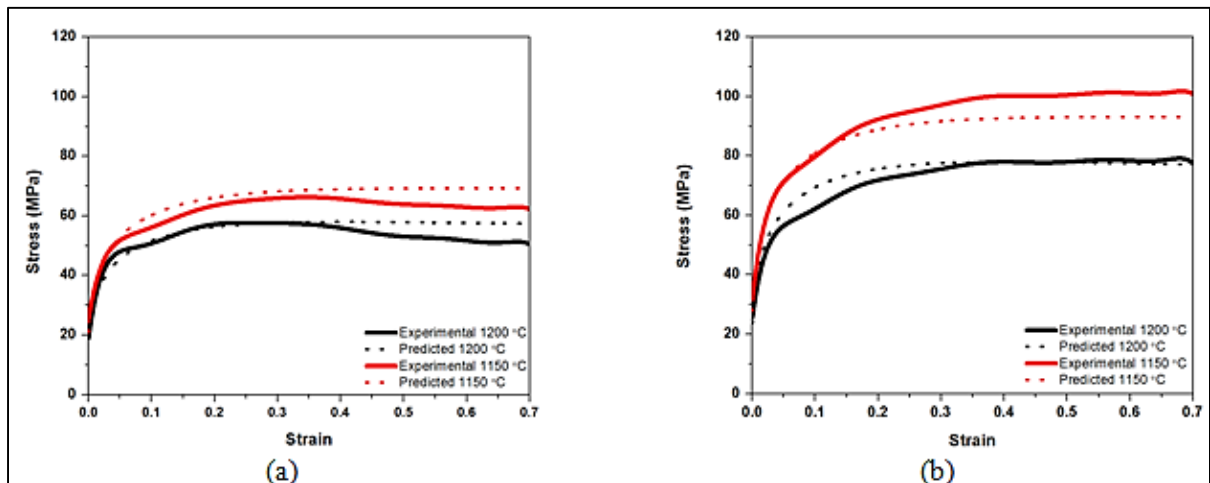 120
100
80
60
40
20
0
Stress (MPa)
0.0 0.1 0.2 0.3 0.4 0.5 0.6 0.7
Strain
Experimental 1200 °C
Predicted 1200 °C
Experimental 1150 °C
Predicted 1150 °C
(a)
120
100
80
60
40
20
0
Stress (MPa)
0.0 0.1 0.2 0.3 0.4 0.5 0.6 0.7
Strain
Experimental 1200 °C
Predicted 1200 °C
Experimental 1150 °C
Predicted 1150 °C
(b)